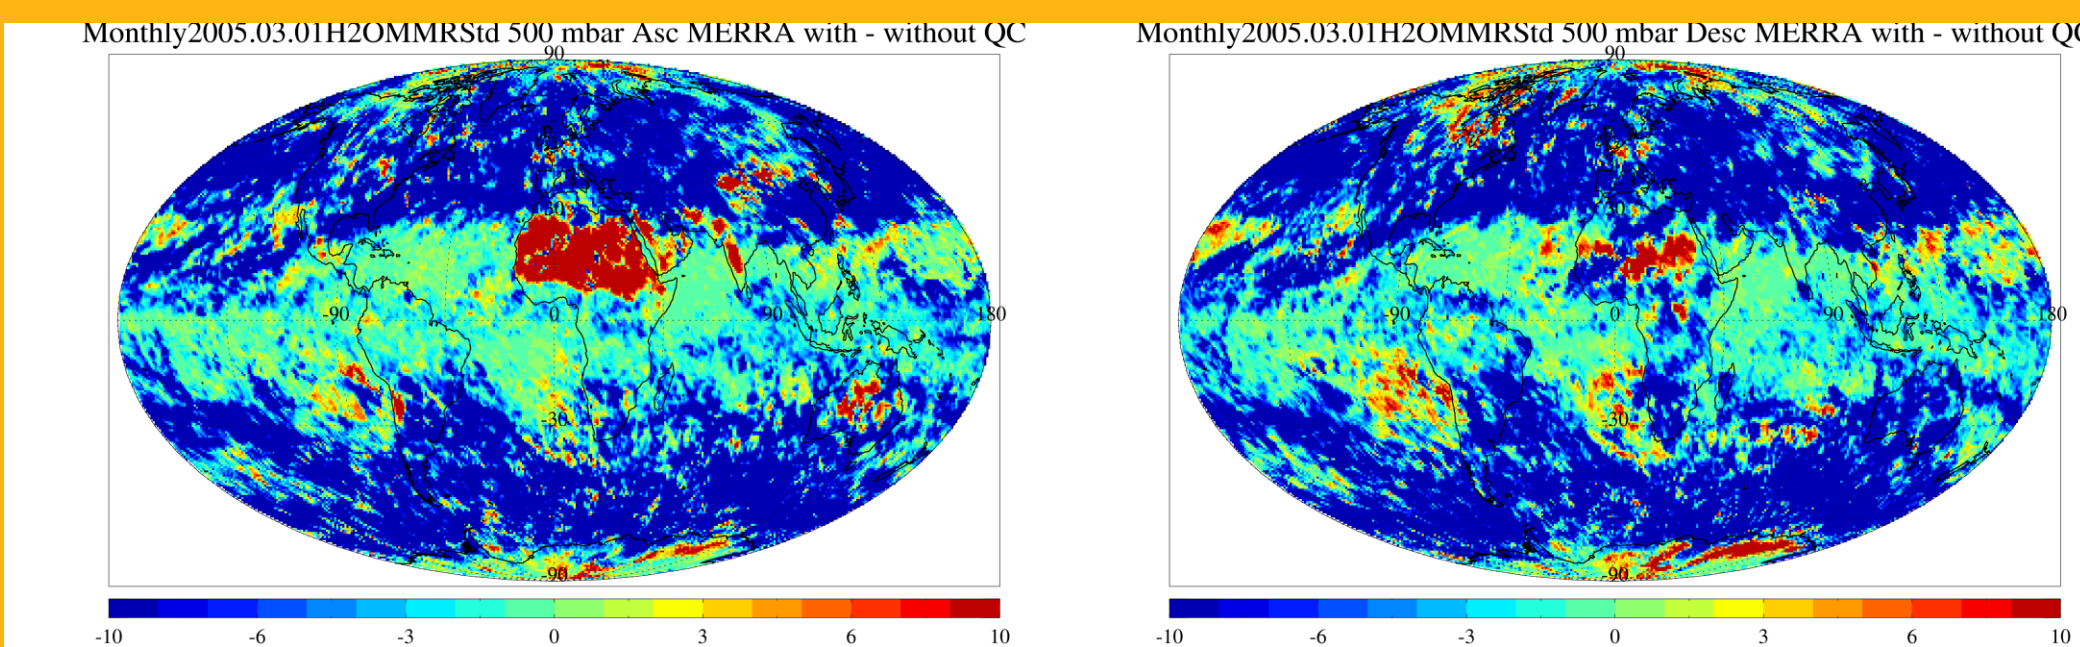 Monthly2005.03.01H2OMMRStd 500 mbar Asc MERRA with - without QC
90
30
-90 0 90 180
-30
-90
-10 -6 -3 0 3 6 10
Monthly2005.03.01H2OMMRStd 500 mbar Desc MERRA with - without QC
90
30
-90 0 90 180
-30
-90
-10 -6 -3 0 3 6 10